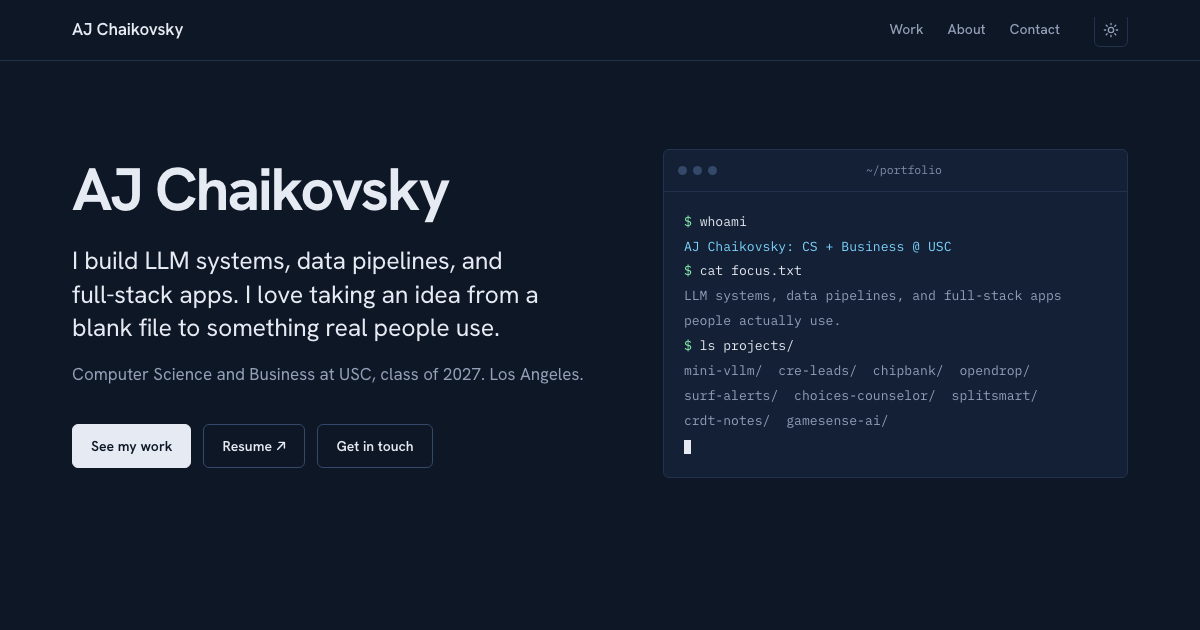 AJ Chaikovsky
Work About Contact
AJ Chaikovsky
I build LLM systems, data pipelines, and
full-stack apps. I love taking an idea from a
blank file to something real people use.
Computer Science and Business at USC, class of 2027. Los Angeles.
See my work
Resume ↗
Get in touch
~/portfolio
$ whoami
AJ Chaikovsky: CS + Business @ USC
$ cat focus.txt
LLM systems, data pipelines, and full-stack apps
people actually use.
$ ls projects/
mini-vllm/ cre-leads/ chipbank/ opendrop/
surf-alerts/ choices-counselor/ splitsmart/
crdt-notes/ gamesense-ai/